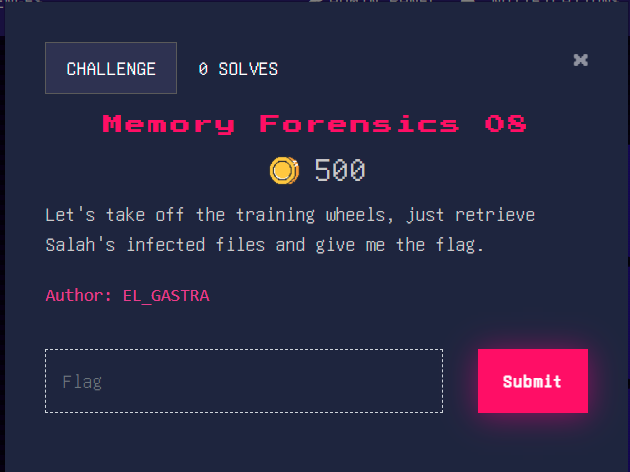 CHALLENGE
0 SOLVES
Memory Forensics 08
500
Let's take off the training wheels, just retrieve
Salah's infected files and give me the flag.
Author: EL_GASTRA
Flag
Submit